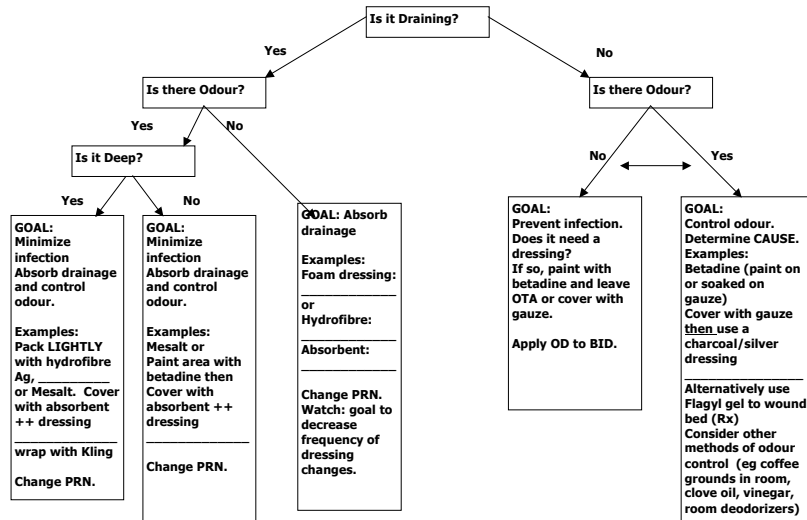 Is it Draining?
Yes
No
Is there Odour?
Is there Odour?
Yes
No
Is it Deep?
No
Yes
Yes
No
GOAL:
Minimize
infection
Absorb drainage
and control
odour.
Examples:
Pack LIGHTLY
with hydrofibre
Ag, __________
or Mesalt. Cover
with absorbent
++ dressing
______________
wrap with Kling
Change PRN.
GOAL:
Minimize
infection
Absorb drainage
and control
odour.
Examples:
Mesalt or
Paint area with
betadine then
Cover with
absorbent ++
dressing
______________
Change PRN.
GOAL: Absorb
drainage
Examples:
Foam dressing:
_____________
or
Hydrofibre:
_____________
Absorbent:
_____________
Change PRN.
Watch: goal to
decrease
frequency of
dressing
changes.
GOAL:
Prevent infection.
Does it need a
dressing?
If so, paint with
betadine and leave
OTA or cover with
gauze.
Apply OD to BID.
GOAL:
Control odour.
Determine CAUSE.
Examples:
Betadine (paint on
or soaked on
gauze)
Cover with gauze
then use a
charcoal/silver
dressing
________________
Alternatively use
Flagyl gel to wound
bed (Rx)
Consider other
methods of odour
control (eg coffee
grounds in room,
clove oil, vinegar,
room deodorizers)